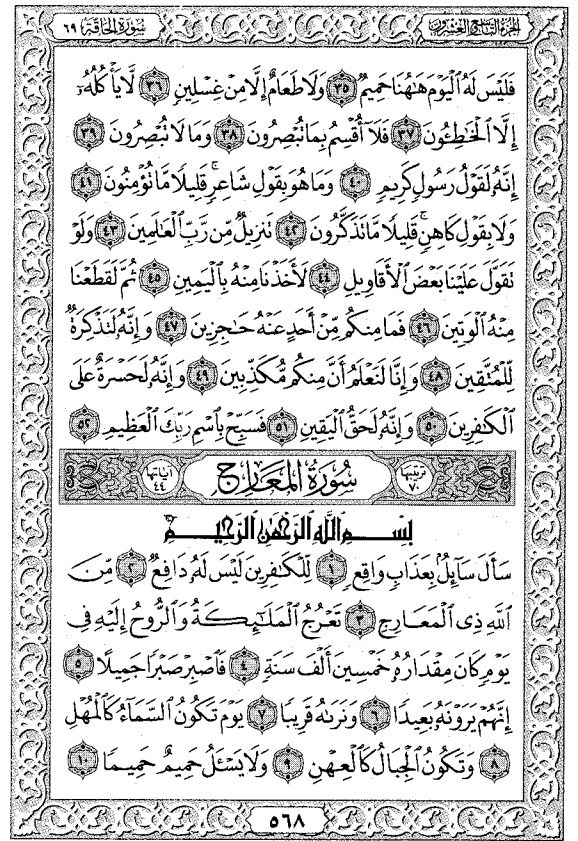 الجزء التاسع والعشرون
سورة الحاقة ٦٩
فَلَيْسَ لَهُ ٱلْيَوْمَ هَٰهُنَا حَمِيمٌ ٣٥ وَلَا طَعَامٌ إِلَّا مِنْ غِسْلِينٍ ٣٦ لَّا يَأْكُلُهُۥٓ
إِلَّا ٱلْخَٰطِـُٔونَ ٣٧ فَلَآ أُقْسِمُ بِمَا تُبْصِرُونَ ٣٨ وَمَا لَا تُبْصِرُونَ ٣٩
إِنَّهُۥ لَقَوْلُ رَسُولٍ كَرِيمٍ ٤٠ وَمَا هُوَ بِقَوْلِ شَاعِرٍ ۚ قَلِيلًا مَّا تُؤْمِنُونَ ٤١
وَلَا بِقَوْلِ كَاهِنٍ ۚ قَلِيلًا مَّا تَذَكَّرُونَ ٤٢ تَنزِيلٌ مِّن رَّبِّ ٱلْعَٰلَمِينَ ٤٣ وَلَوْ
تَقَوَّلَ عَلَيْنَا بَعْضَ ٱلْأَقَاوِيلِ ٤٤ لَأَخَذْنَا مِنْهُ بِٱلْيَمِينِ ٤٥ ثُمَّ لَقَطَعْنَا
مِنْهُ ٱلْوَتِينَ ٤٦ فَمَا مِنكُم مِّنْ أَحَدٍ عَنْهُ حَٰجِزِينَ ٤٧ وَإِنَّهُۥ لَتَذْكِرَةٌ
لِّلْمُتَّقِينَ ٤٨ وَإِنَّا لَنَعْلَمُ أَنَّ مِنكُم مُّكَذِّبِينَ ٤٩ وَإِنَّهُۥ لَحَسْرَةٌ عَلَى
ٱلْكَٰفِرِينَ ٥٠ وَإِنَّهُۥ لَحَقُّ ٱلْيَقِينِ ٥١ فَسَبِّحْ بِٱسْمِ رَبِّكَ ٱلْعَظِيمِ ٥٢
ترتيبها ٧٠ سُورَةُ المَعَارِجِ آياتها ٤٤
بِسْمِ ٱللَّهِ ٱلرَّحْمَٰنِ ٱلرَّحِيمِ
سَأَلَ سَآئِلٌۢ بِعَذَابٍ وَاقِعٍ ١ لِّلْكَٰفِرِينَ لَيْسَ لَهُۥ دَافِعٌ ٢ مِّنَ
ٱللَّهِ ذِى ٱلْمَعَارِجِ ٣ تَعْرُجُ ٱلْمَلَٰٓئِكَةُ وَٱلرُّوحُ إِلَيْهِ فِى
يَوْمٍ كَانَ مِقْدَارُهُۥ خَمْسِينَ أَلْفَ سَنَةٍ ٤ فَٱصْبِرْ صَبْرًا جَمِيلًا ٥
إِنَّهُمْ يَرَوْنَهُۥ بَعِيدًا ٦ وَنَرَىٰهُ قَرِيبًا ٧ يَوْمَ تَكُونُ ٱلسَّمَآءُ كَٱلْمُهْلِ
٨ وَتَكُونُ ٱلْجِبَالُ كَٱلْعِهْنِ ٩ وَلَا يَسْـَٔلُ حَمِيمٌ حَمِيمًا ١٠
٥٦٨